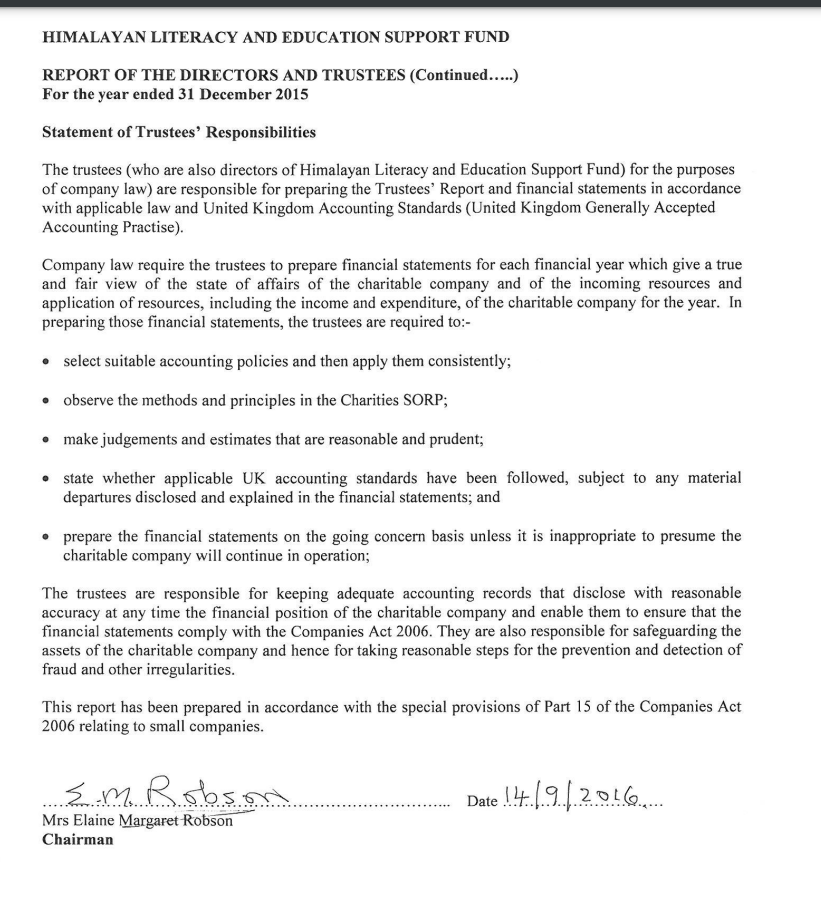 HIMALAYAN LITERACY AND EDUCATION SUPPORT FUND
REPORT OF THE DIRECTORS AND TRUSTEES (Continued…..)
For the year ended 31 December 2015
Statement of Trustees’ Responsibilities
The trustees (who are also directors of Himalayan Literacy and Education Support Fund) for the purposes
of company law) are responsible for preparing the Trustees’ Report and financial statements in accordance
with applicable law and United Kingdom Accounting Standards (United Kingdom Generally Accepted
Accounting Practise).
Company law require the trustees to prepare financial statements for each financial year which give a true
and fair view of the state of affairs of the charitable company and of the incoming resources and
application of resources, including the income and expenditure, of the charitable company for the year. In
preparing those financial statements, the trustees are required to:-
• select suitable accounting policies and then apply them consistently;
• observe the methods and principles in the Charities SORP;
• make judgements and estimates that are reasonable and prudent;
• state whether applicable UK accounting standards have been followed, subject to any material
departures disclosed and explained in the financial statements; and
• prepare the financial statements on the going concern basis unless it is inappropriate to presume the
charitable company will continue in operation;
The trustees are responsible for keeping adequate accounting records that disclose with reasonable
accuracy at any time the financial position of the charitable company and enable them to ensure that the
financial statements comply with the Companies Act 2006. They are also responsible for safeguarding the
assets of the charitable company and hence for taking reasonable steps for the prevention and detection of
fraud and other irregularities.
This report has been prepared in accordance with the special provisions of Part 15 of the Companies Act
2006 relating to small companies.
E.M. Robson Date 14/9/2016
Mrs Elaine Margaret Robson
Chairman